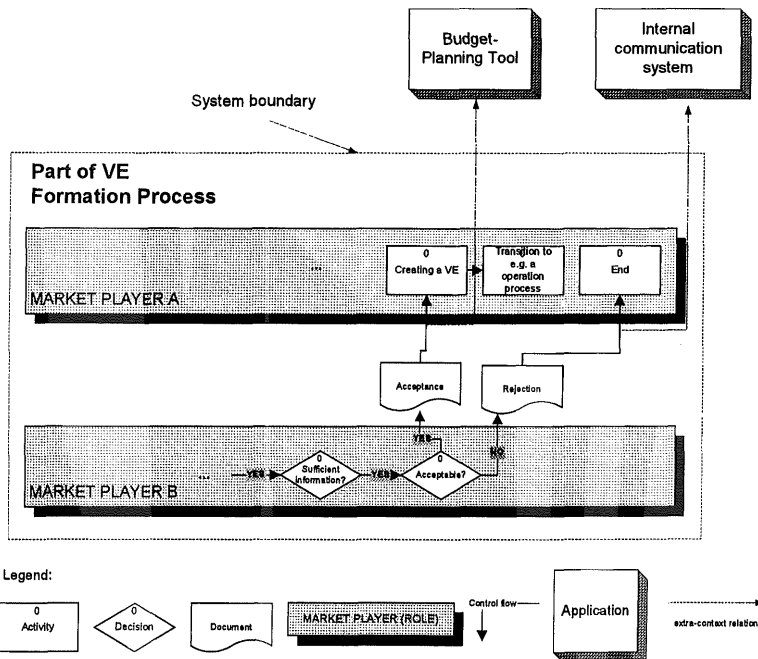 Budget-
Planning Tool
Internal
communication
system
System boundary
Part of VE
Formation Process
...
0
Creating a VE
Transition to
e.g. a
operation
process
0
End
MARKET PLAYER A
Acceptance
Rejection
YES
NO
...
YES
0
Sufficient
information?
YES
0
Acceptable?
MARKET PLAYER B
Legend:
0
Activity
0
Decision
Document
MARKET PLAYER (ROLE)
Control flow
Application
extra-context relation